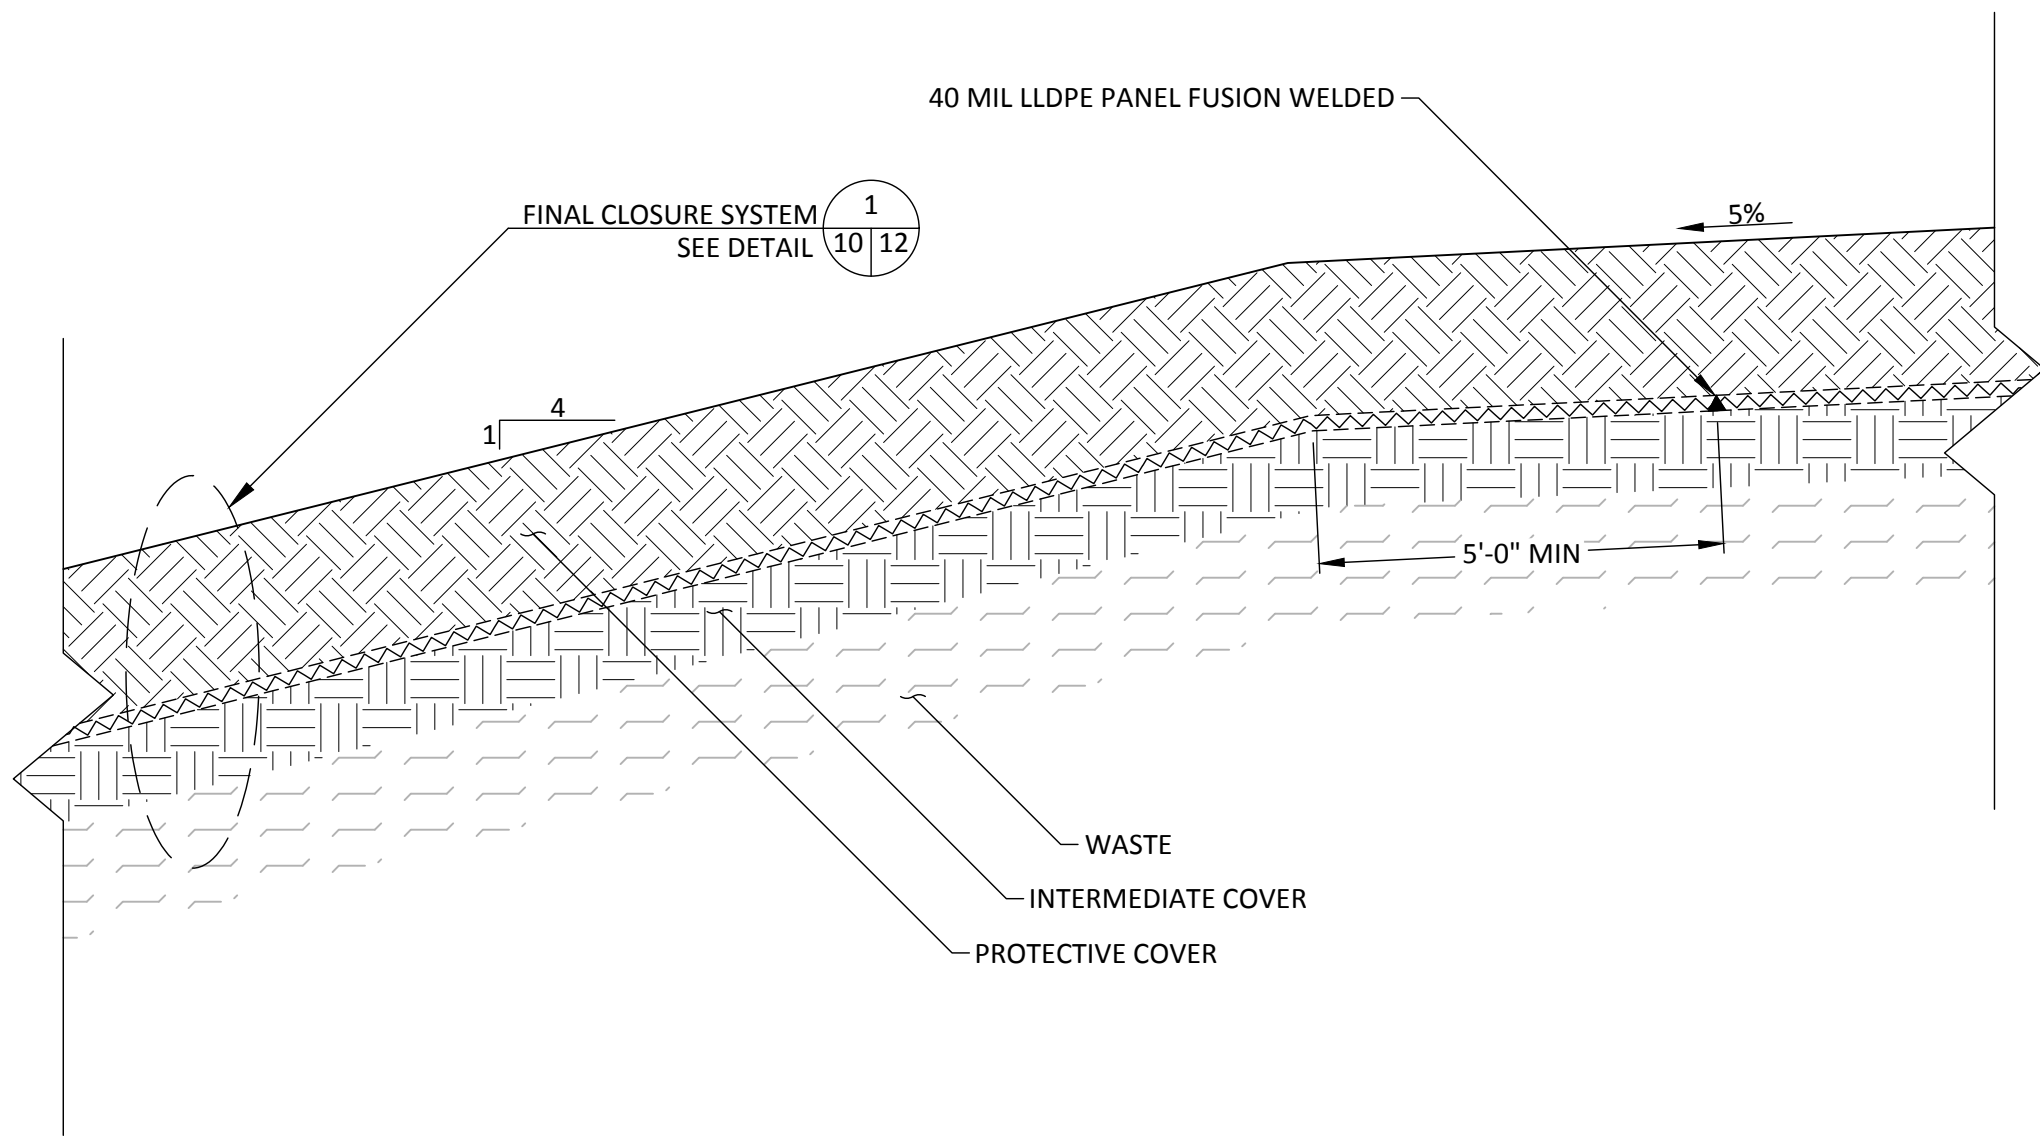 40 MIL LLDPE PANEL FUSION WELDED
FINAL CLOSURE SYSTEM
SEE DETAIL
1
10 12
5%
4
1
5'-0" MIN
WASTE
INTERMEDIATE COVER
PROTECTIVE COVER